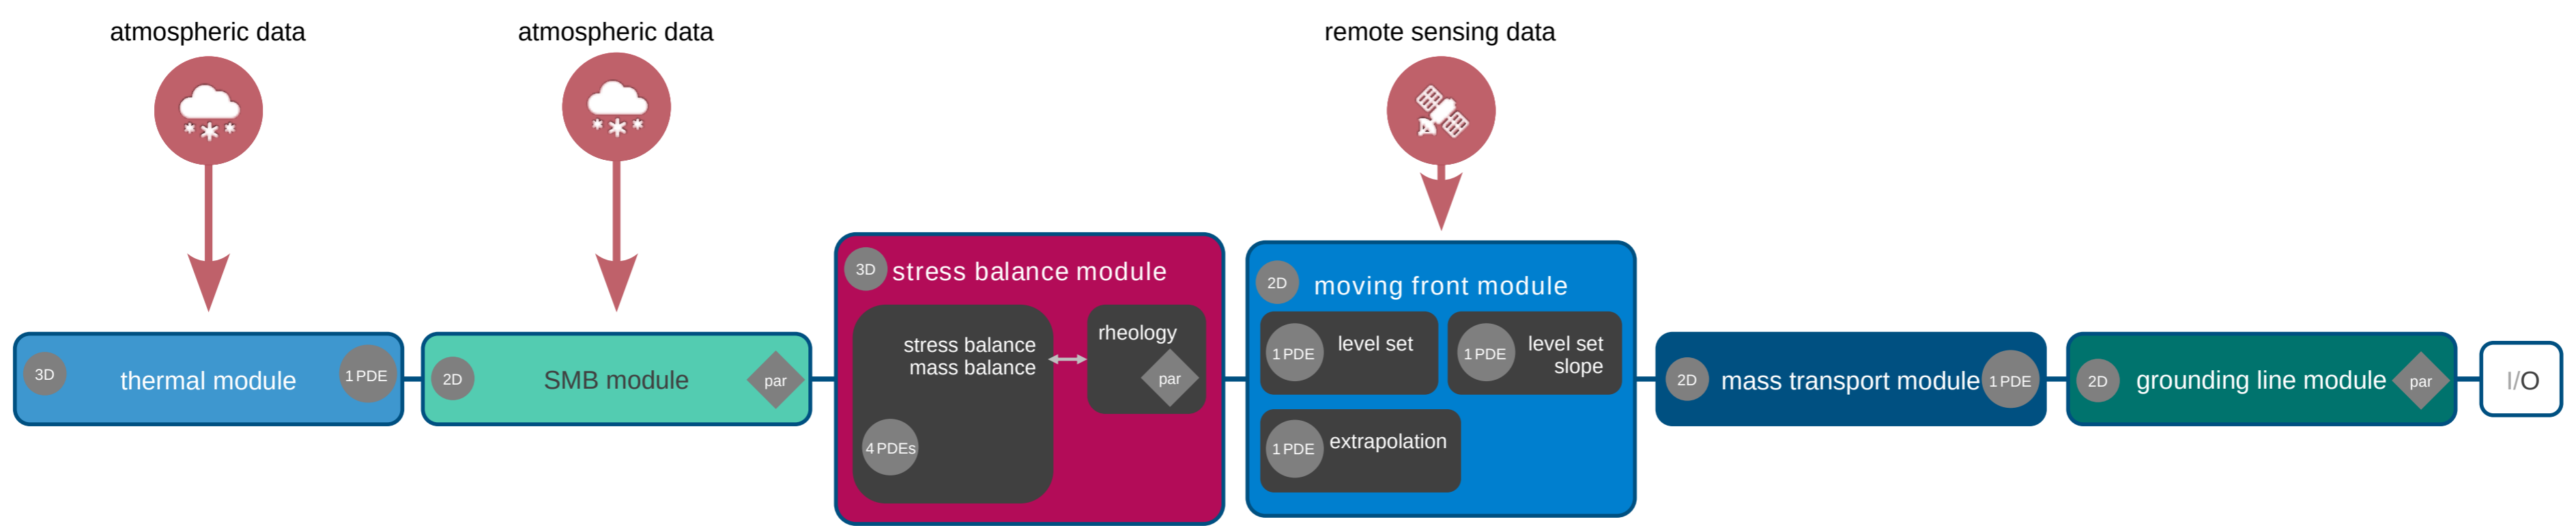 atmospheric data
atmospheric data
remote sensing data
3D
thermal module
1 PDE
2D
SMB module
par
3D
stress balance module
stress balance
mass balance
4 PDEs
rheology
par
2D
moving front module
1 PDE
level set
1 PDE
level set
slope
1 PDE
extrapolation
2D
mass transport module
1 PDE
2D
grounding line module
par
I/O